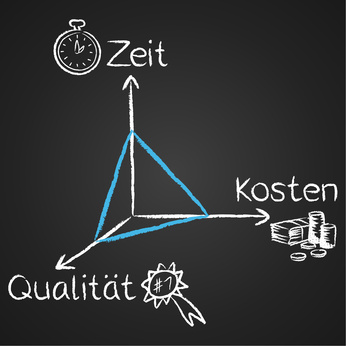 Zeit
Kosten
Qualität
#1